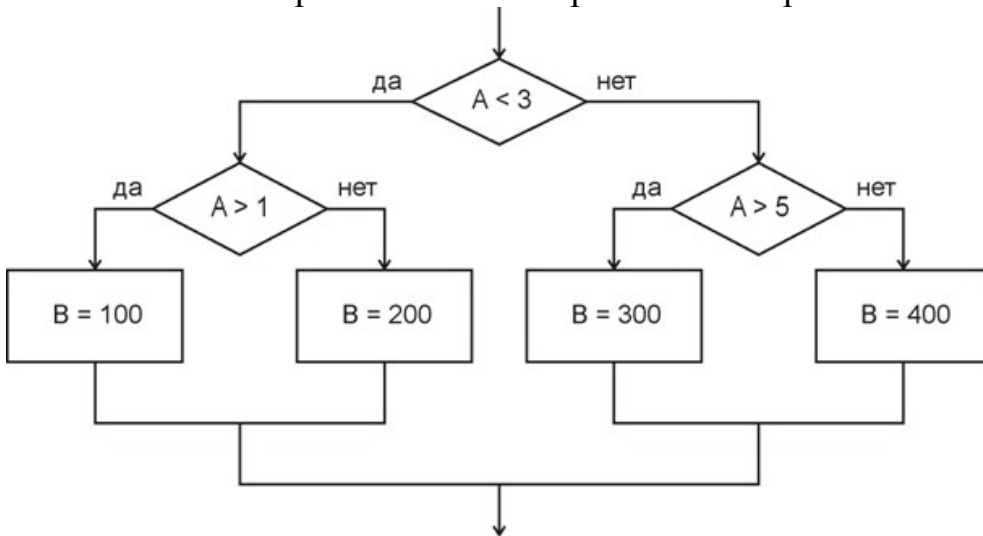 да A < 3 нет
да A > 1 нет да A > 5 нет
B = 100 B = 200 B = 300 B = 400